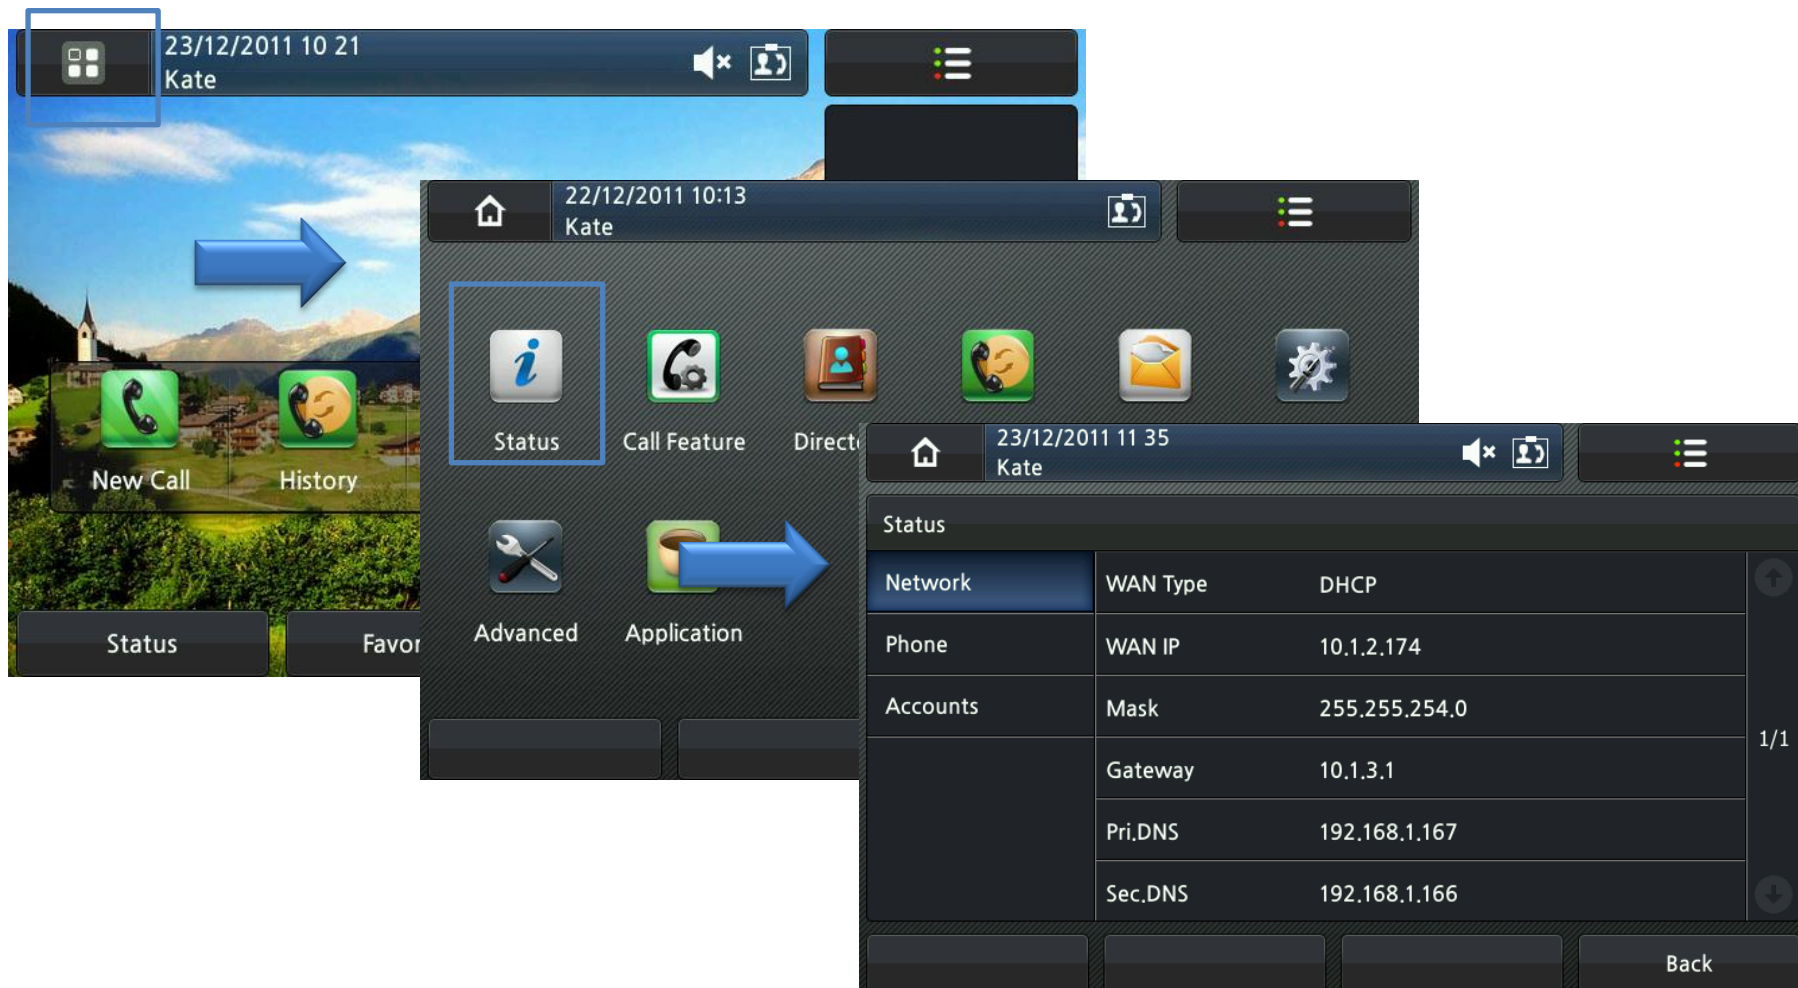 23/12/2011 10 21
Kate
New Call
History
Status
Favor
22/12/2011 10:13
Kate
Status
Call Feature
Direct
Advanced
Application
23/12/2011 11 35
Kate
Status
Network
Phone
Accounts
WAN Type DHCP
WAN IP 10.1.2.174
Mask 255.255.254.0
Gateway 10.1.3.1
Pri.DNS 192.168.1.167
Sec.DNS 192.168.1.166
1/1
Back